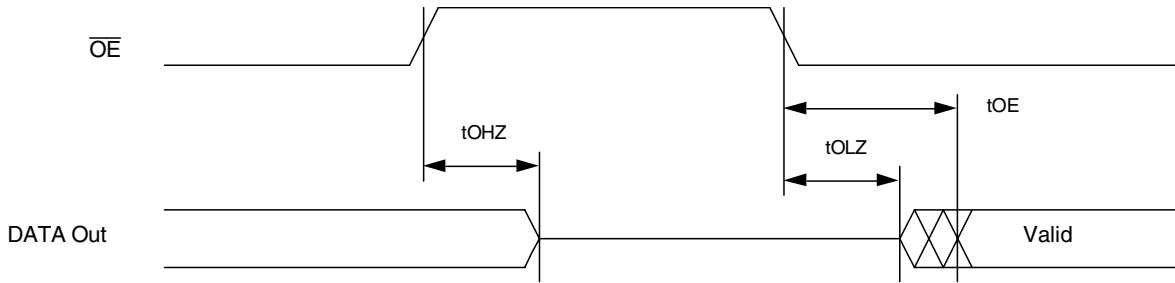 OE
tOE
tOHZ
tOLZ
DATA Out
Valid